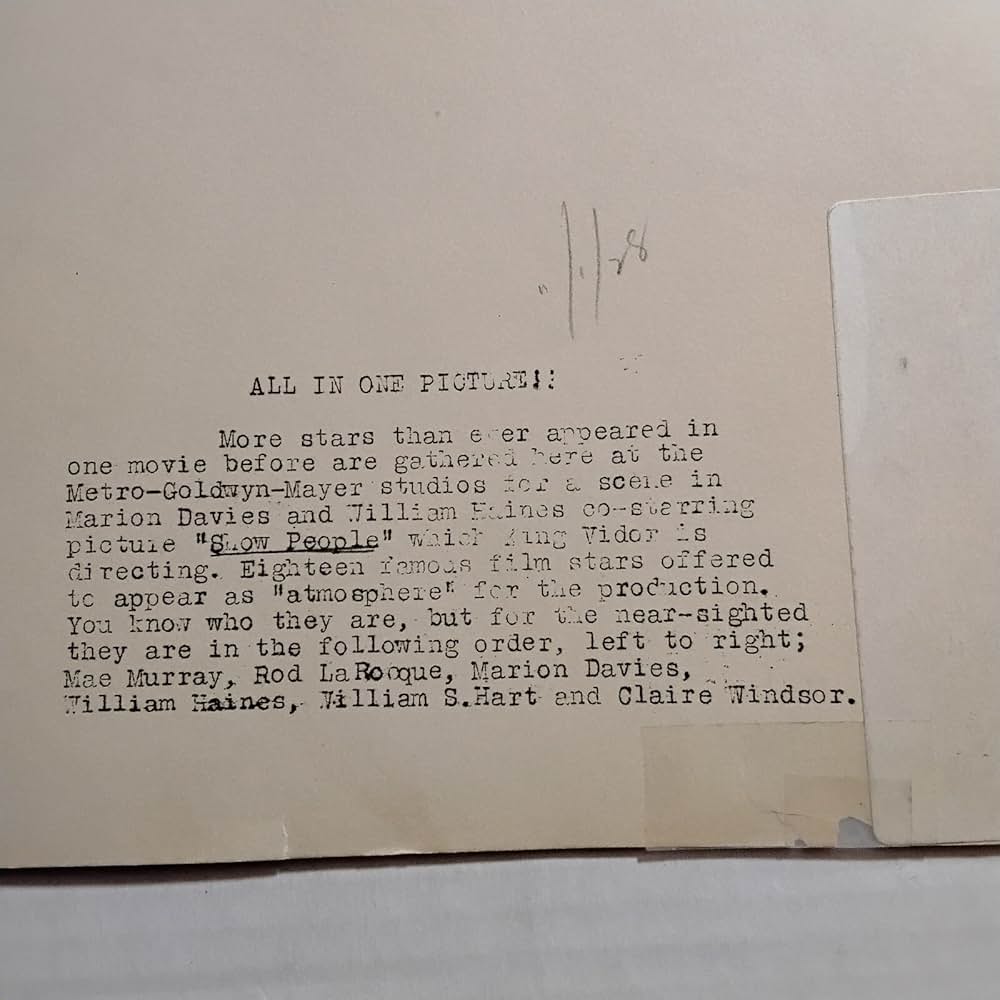 ALL IN ONE PICTURE!!
More stars than ever appeared in
one movie before are gathered here at the
Metro-Goldwyn-Mayer studios for a scene in
Marion Davies and William Haines co-starring
picture "Show People" which King Vidor is
directing. Eighteen famous film stars offered
to appear as "atmosphere" for the production.
You know who they are, but for the near-sighted
they are in the following order, left to right;
Mae Murray, Rod LaRocque, Marion Davies,
William Haines, William S.Hart and Claire Windsor.